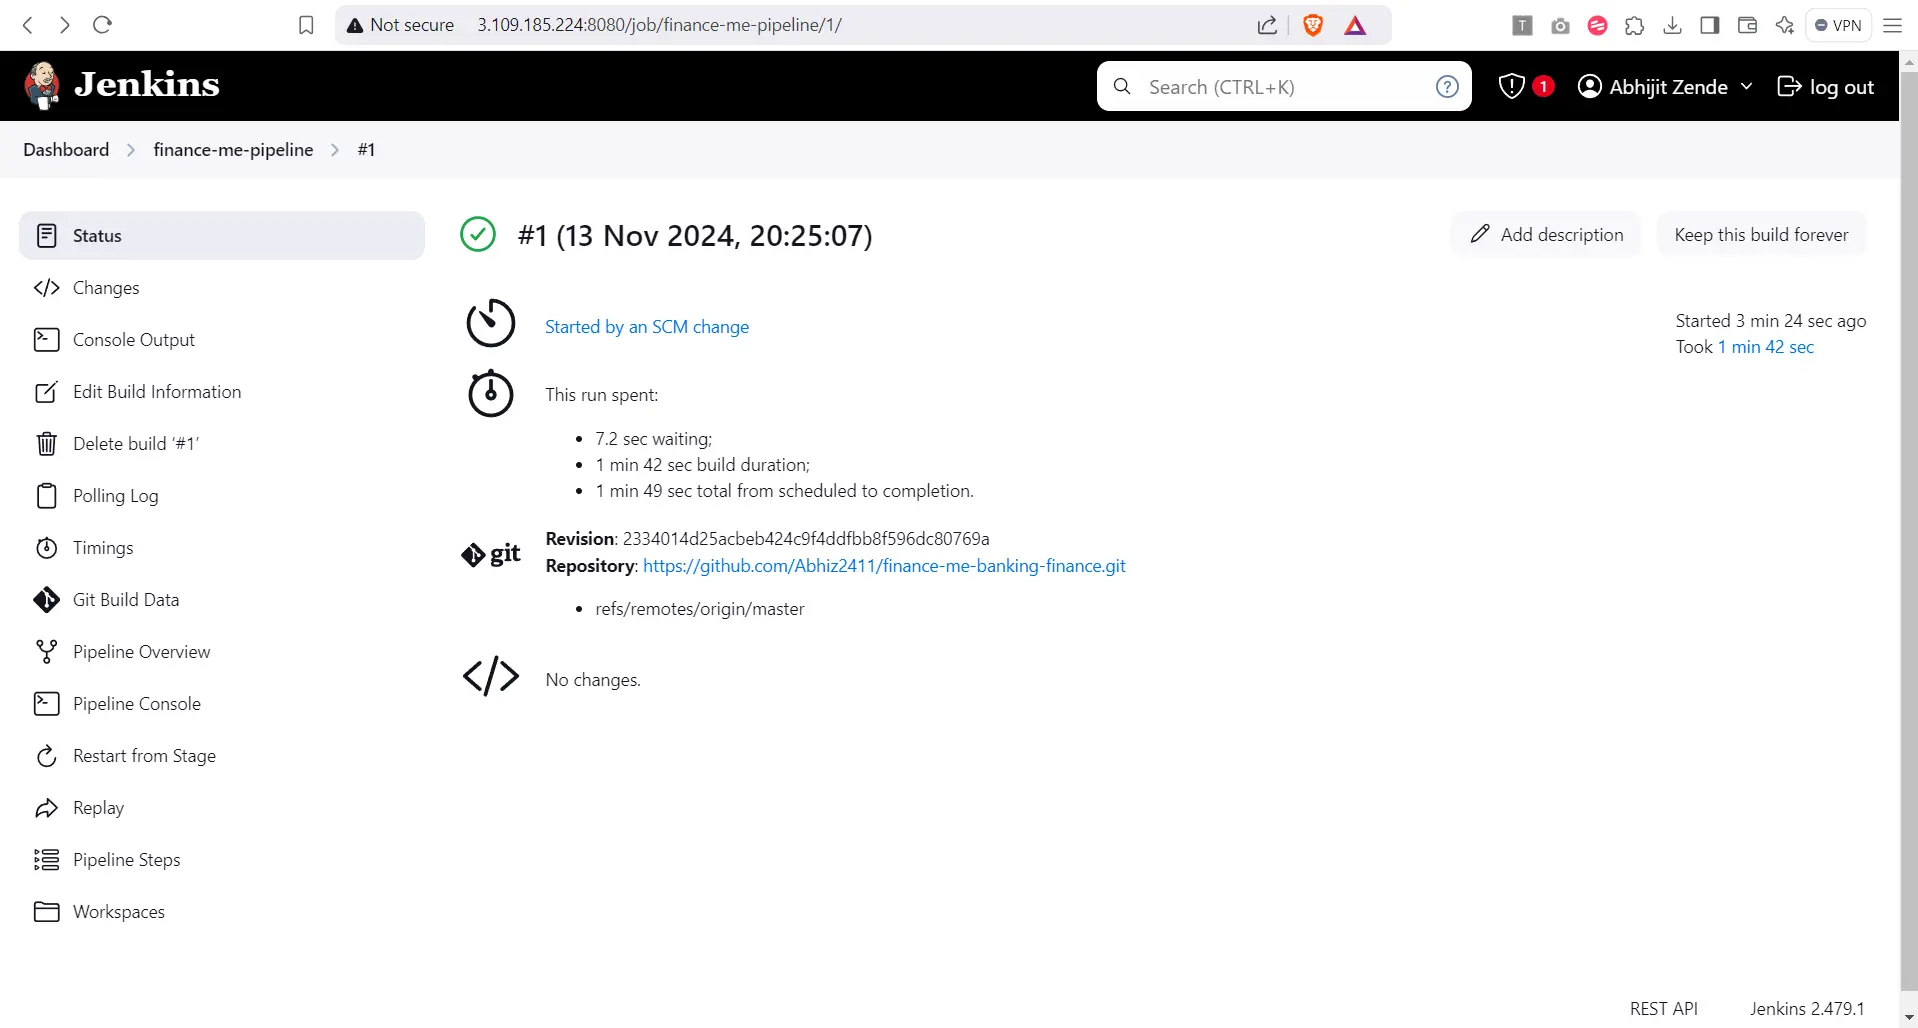 Not secure 3.109.185.224:8080/job/finance-me-pipeline/1/
T
VPN
Jenkins
Search (CTRL+K)
?
1
Abhijit Zende
log out
Dashboard
finance-me-pipeline
#1
Status
Changes
Console Output
Edit Build Information
Delete build ‘#1’
Polling Log
Timings
Git Build Data
Pipeline Overview
Pipeline Console
Restart from Stage
Replay
Pipeline Steps
Workspaces
#1 (13 Nov 2024, 20:25:07)
Add description
Keep this build forever
Started by an SCM change
Started 3 min 24 sec ago
Took 1 min 42 sec
This run spent:
7.2 sec waiting;
1 min 42 sec build duration;
1 min 49 sec total from scheduled to completion.
git
Revision: 2334014d25acbeb424c9f4ddfbb8f596dc80769a
Repository: https://github.com/Abhiz2411/finance-me-banking-finance.git
refs/remotes/origin/master
No changes.
REST API
Jenkins 2.479.1